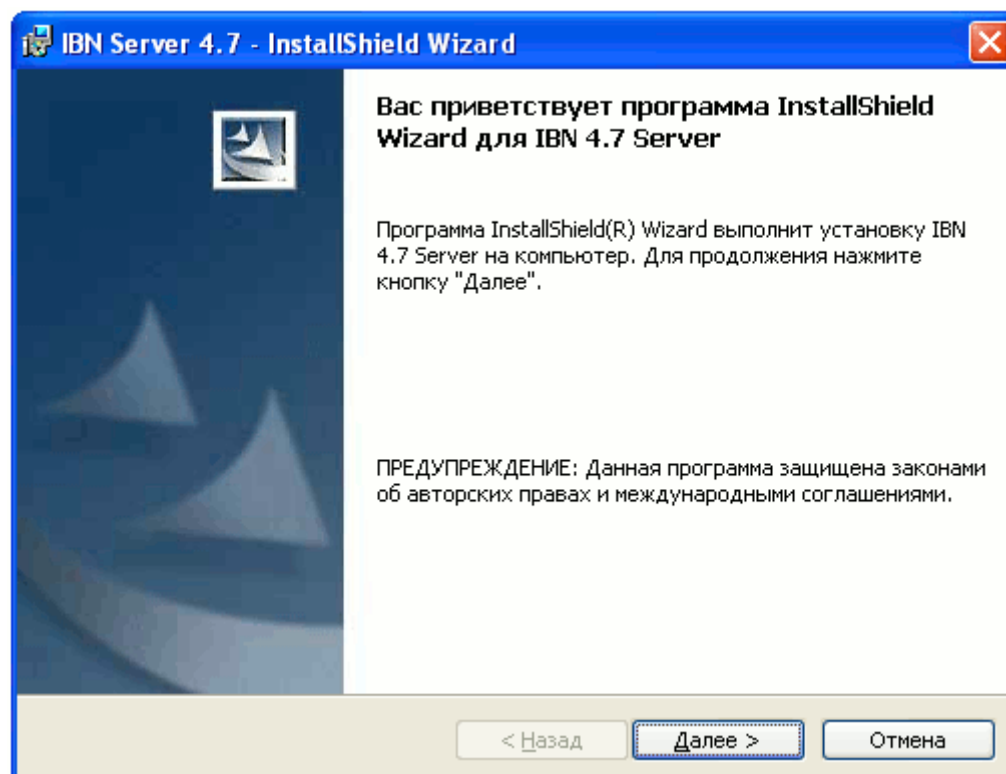 IBN Server 4.7 - InstallShield Wizard
Вас приветствует программа InstallShield
Wizard для IBN 4.7 Server
Программа InstallShield(R) Wizard выполнит установку IBN
4.7 Server на компьютер. Для продолжения нажмите
кнопку "Далее".
ПРЕДУПРЕЖДЕНИЕ: Данная программа защищена законами
об авторских правах и международными соглашениями.
< Назад
Далее >
Отмена